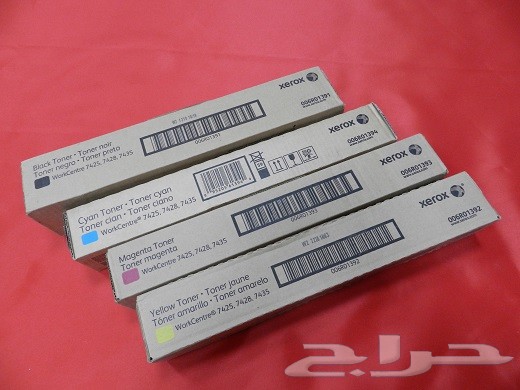 xerox
006R01391
006R01391
Black Toner • Toner noir
Toner negro • Toner preto
WorkCentre 7425, 7428, 7435
xerox
006R01394
Cyan Toner • Toner cyan
Toner cian • Toner ciano
WorkCentre® 7425, 7428, 7435
xerox
006R01393
006R01393
Magenta Toner
Toner magenta
WorkCentre® 7425, 7428, 7435
xerox
006R01392
006R01392
Yellow Toner • Toner jaune
Tóner amarillo • Toner amarelo
WorkCentre® 7425, 7428, 7435
حراج